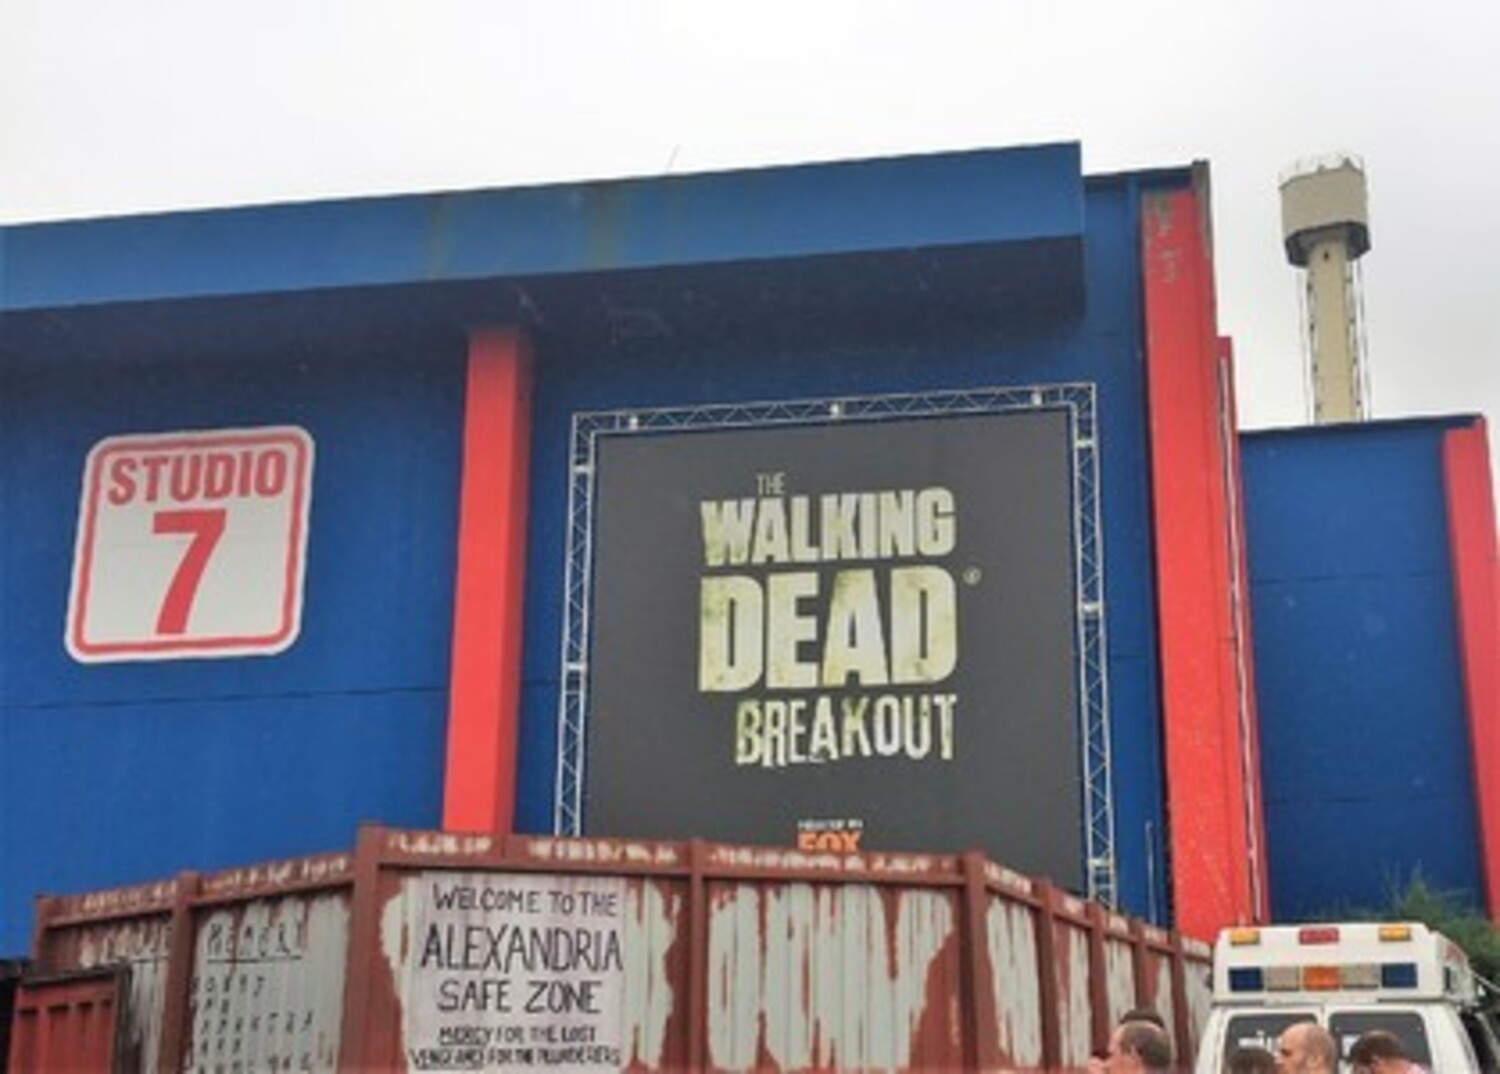 STUDIO
7
THE
WALKING
DEAD
®
BREAKOUT
FOX
WELCOME TO THE
ALEXANDRIA
SAFE ZONE
MERCY FOR THE LOST
VENGEANCE FOR THE PLUNDERERS
MEMORY